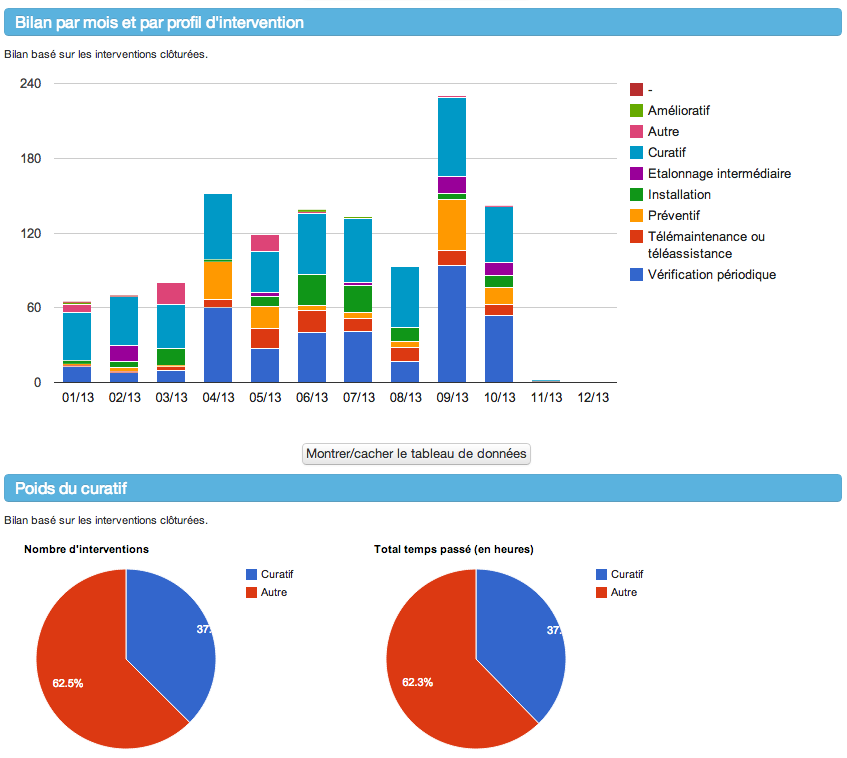 Bilan par mois et par profil d'intervention
Bilan basé sur les interventions clôturées.
240
180
120
60
0
01/13 02/13 03/13 04/13 05/13 06/13 07/13 08/13 09/13 10/13 11/13 12/13
-
Amélioratif
Autre
Curatif
Etalonnage intermédiaire
Installation
Préventif
Télémaintenance ou
téléassistance
Vérification périodique
Montrer/cacher le tableau de données
Poids du curatif
Bilan basé sur les interventions clôturées.
Nombre d'interventions
Curatif
Autre
37.
62.5%
Total temps passé (en heures)
Curatif
Autre
37.
62.3%